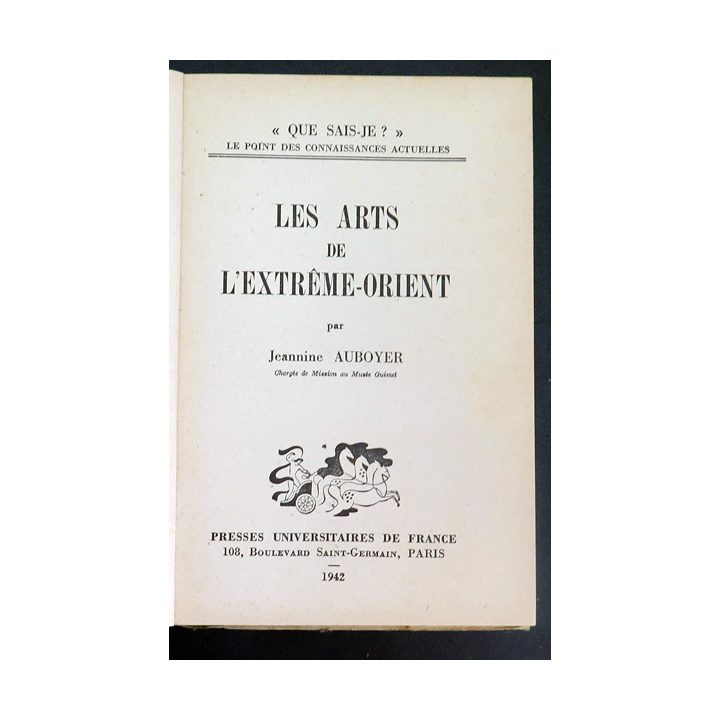 « QUE SAIS-JE ? »
LE POINT DES CONNAISSANCES ACTUELLES
LES ARTS
DE
L'EXTRÊME-ORIENT
par
Jeannine AUBOYER
Chargée de Mission au Musée Guimet
PRESSES UNIVERSITAIRES DE FRANCE
108, BOULEVARD SAINT-GERMAIN, PARIS
1942